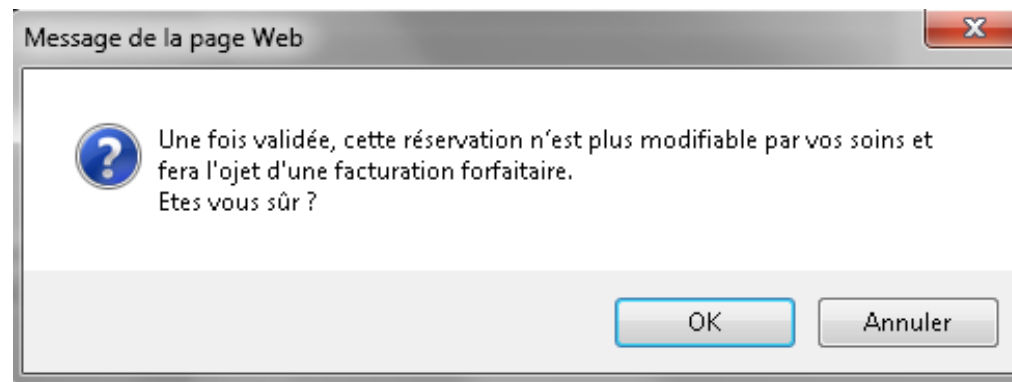 Message de la page Web
Une fois validée, cette réservation n'est plus modifiable par vos soins et
fera l'ojet d'une facturation forfaitaire.
Etes vous sûr ?
OK
Annuler